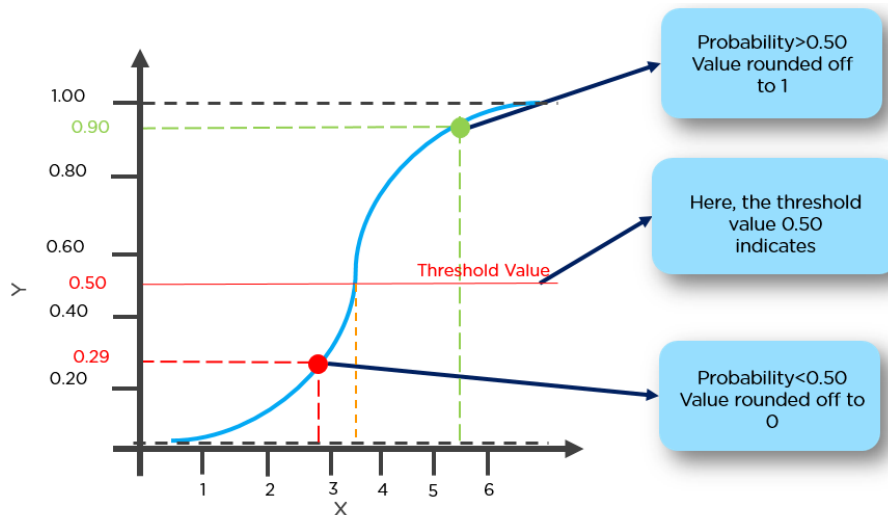 Probability>0.50
Value rounded off
to 1
1.00
0.90
0.80
Here, the threshold
value 0.50
indicates
0.60
Threshold Value
0.50
Y
0.40
0.29
0.20
Probability<0.50
Value rounded off to
0
1 2 3 4 5 6
X